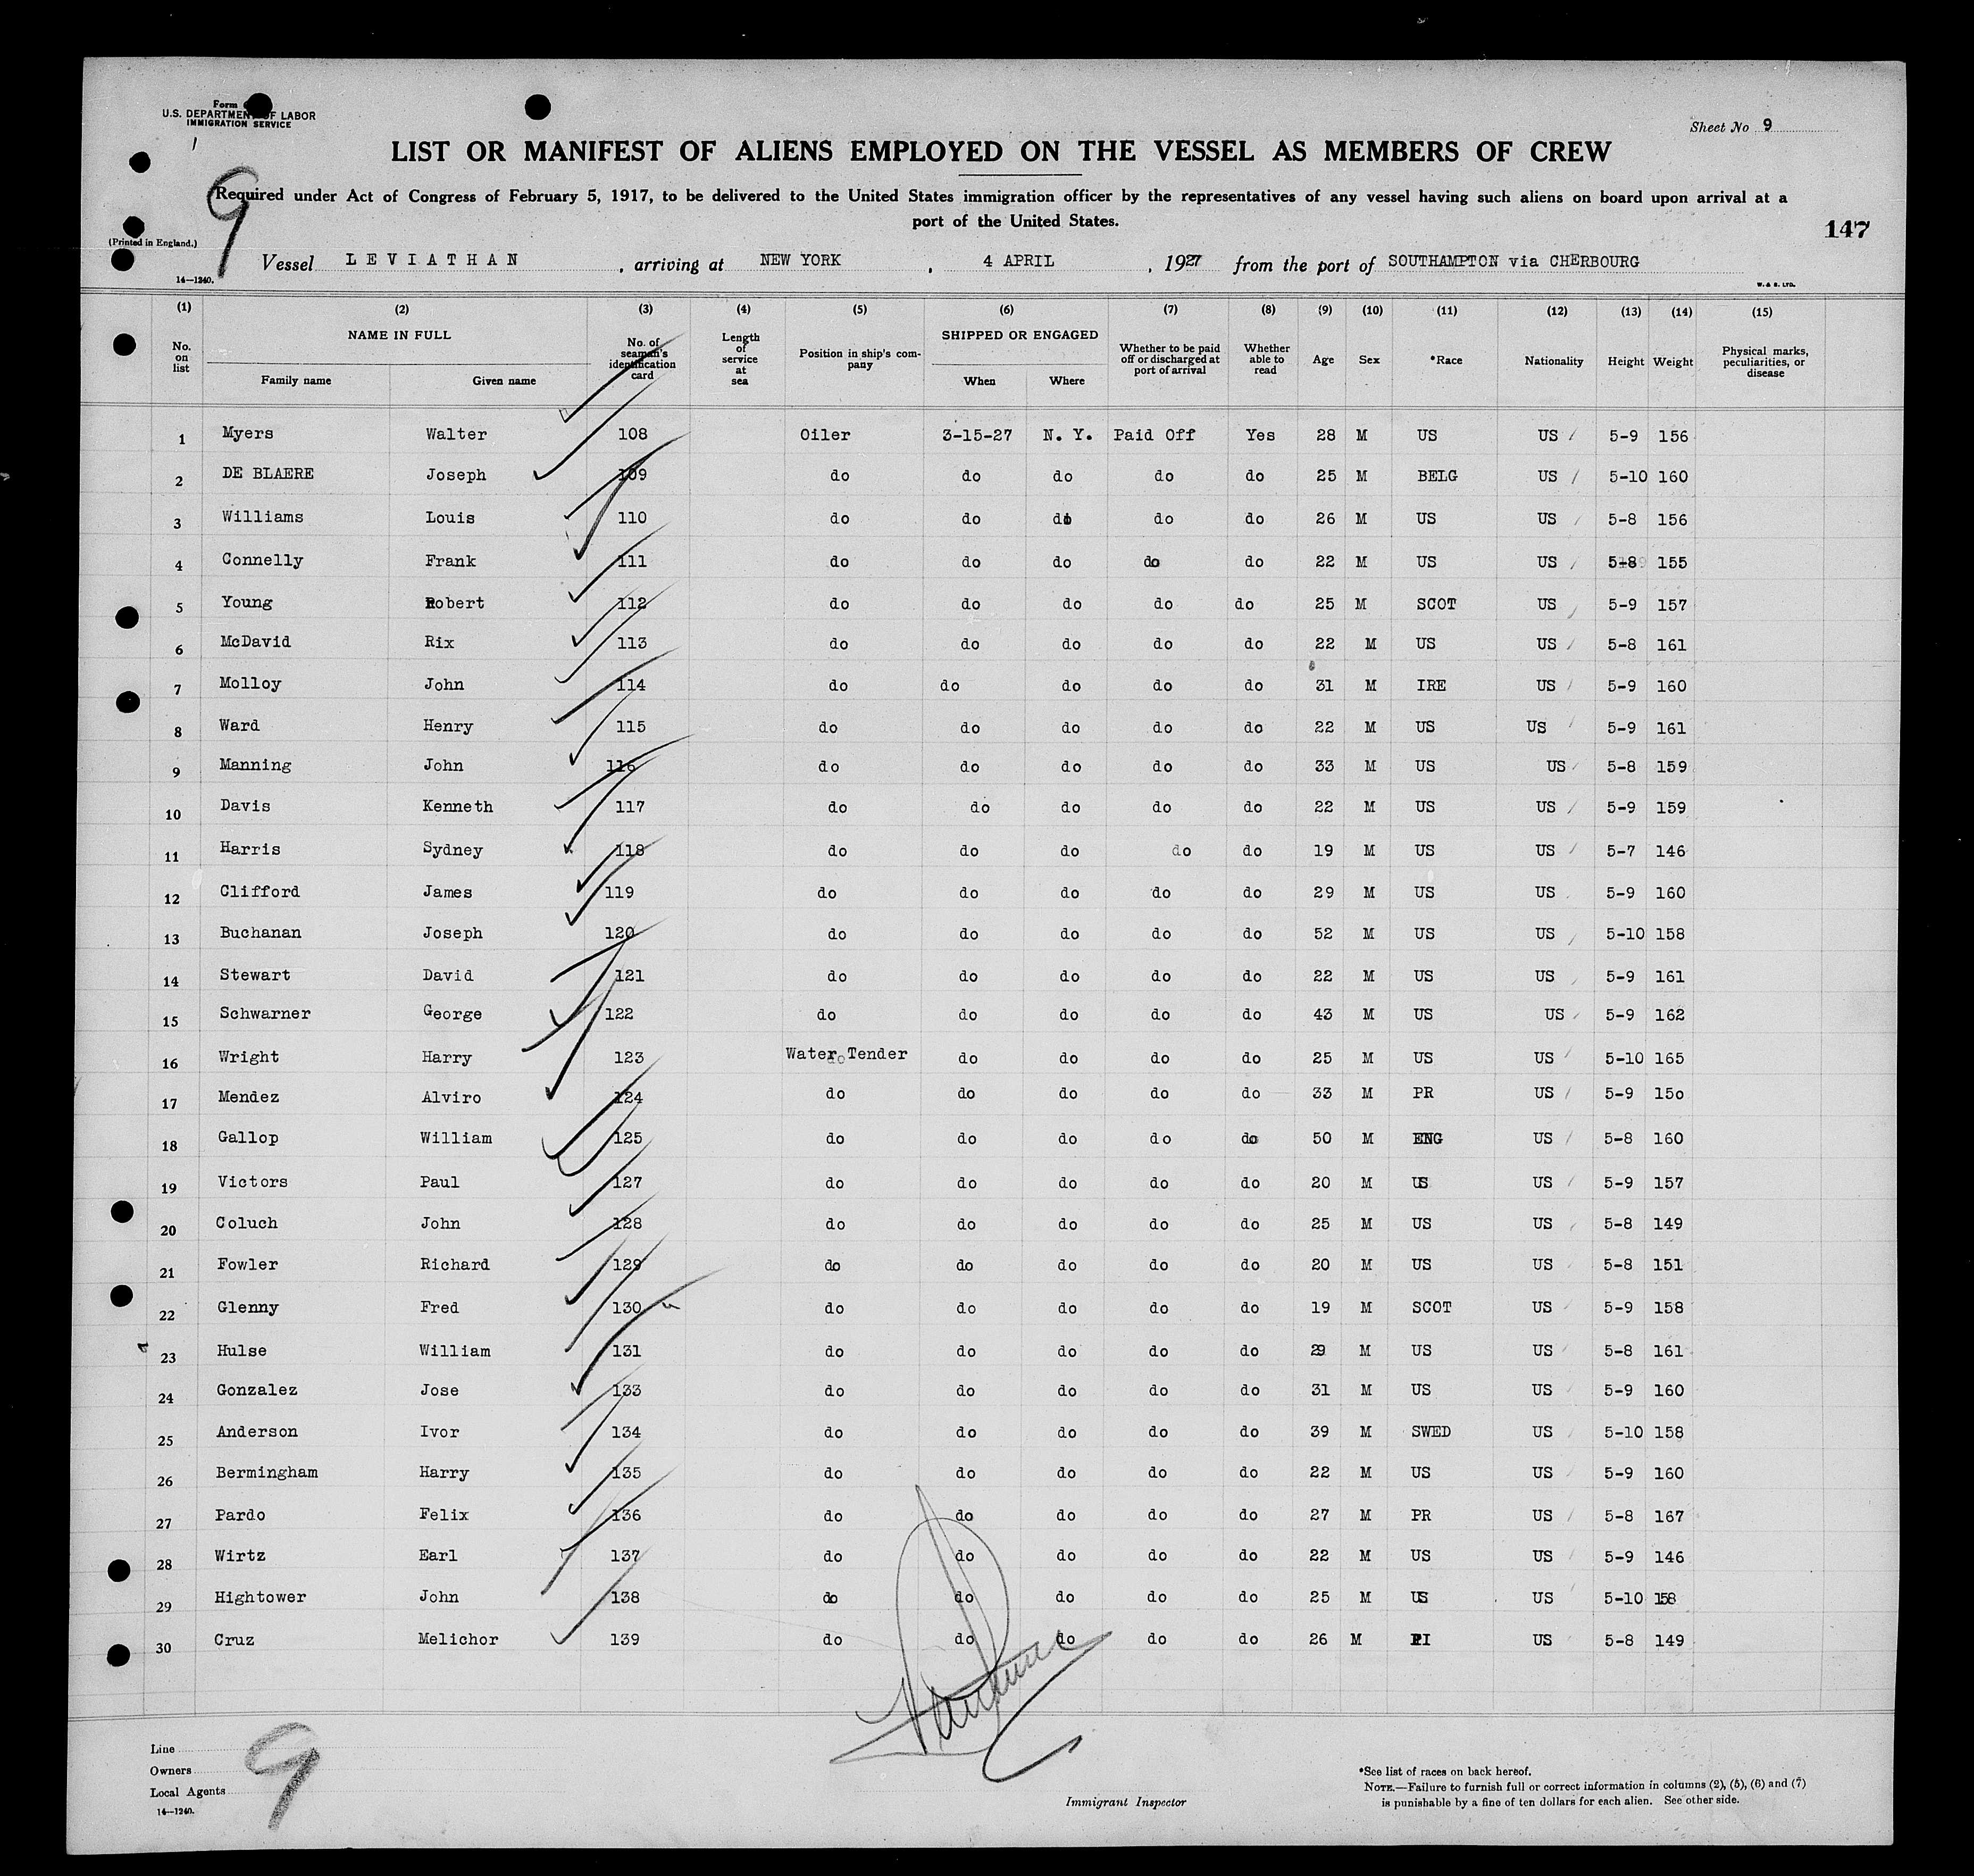 Form
U.S. DEPARTMENT OF LABOR
IMMIGRATION SERVICE
Sheet No 9
LIST OR MANIFEST OF ALIENS EMPLOYED ON THE VESSEL AS MEMBERS OF CREW
9
Required under Act of Congress of February 5, 1917, to be delivered to the United States immigration officer by the representatives of any vessel having such aliens on board upon arrival at a
port of the United States.
147
(Printed in England.)
Vessel LEVIATHAN, arriving at NEW YORK, 4 APRIL, 1927 from the port of SOUTHAMPTON via CHERBOURG
14—1240.
W. & S. LTD.
(1) (2) (3) (4) (5) (6) (7) (8) (9) (10) (11) (12) (13) (14) (15)
No. on list NAME IN FULL Family name Given name No. of seaman's identification card Length of service at sea Position in ship's company SHIPPED OR ENGAGED When Where Whether to be paid off or discharged at port of arrival Whether able to read Age Sex *Race Nationality Height Weight Physical marks, peculiarities, or disease
1 Myers Walter 108 Oiler 3-15-27 N. Y. Paid Off Yes 28 M US US 5-9 156
2 DE BLAERE Joseph 109 do do do do do 25 M BELG US 5-10 160
3 Williams Louis 110 do do do do do 26 M US US 5-8 156
4 Connelly Frank 111 do do do do do 22 M US US 5-8 155
5 Young Robert 112 do do do do do 25 M SCOT US 5-9 157
6 McDavid Rix 113 do do do do do 22 M US US 5-8 161
7 Molloy John 114 do do do do do 31 M IRE US 5-9 160
8 Ward Henry 115 do do do do do 22 M US US 5-9 161
9 Manning John 116 do do do do do 33 M US US 5-8 159
10 Davis Kenneth 117 do do do do do 22 M US US 5-9 159
11 Harris Sydney 118 do do do do do 19 M US US 5-7 146
12 Clifford James 119 do do do do do 29 M US US 5-9 160
13 Buchanan Joseph 120 do do do do do 52 M US US 5-10 158
14 Stewart David 121 do do do do do 22 M US US 5-9 161
15 Schwarner George 122 do do do do do 43 M US US 5-9 162
16 Wright Harry 123 Water Tender do do do do 25 M US US 5-10 165
17 Mendez Alviro 124 do do do do do 33 M PR US 5-9 150
18 Gallop William 125 do do do do do 50 M ENG US 5-8 160
19 Victors Paul 127 do do do do do 20 M US US 5-9 157
20 Coluch John 128 do do do do do 25 M US US 5-8 149
21 Fowler Richard 129 do do do do do 20 M US US 5-8 151
22 Glenny Fred 130 do do do do do 19 M SCOT US 5-9 158
23 Hulse William 131 do do do do do 29 M US US 5-8 161
24 Gonzalez Jose 133 do do do do do 31 M US US 5-9 160
25 Anderson Ivor 134 do do do do do 39 M SWED US 5-10 158
26 Bermingham Harry 135 do do do do do 22 M US US 5-9 160
27 Pardo Felix 136 do do do do do 27 M PR US 5-8 167
28 Wirtz Earl 137 do do do do do 22 M US US 5-9 146
29 Hightower John 138 do do do do do 25 M US US 5-10 158
30 Cruz Melichor 139 do do do do do 26 M PI US 5-8 149
Line
Owners
Local Agents
14—1240.
9
Immigrant Inspector
*See list of races on back hereof.
NOTE.—Failure to furnish full or correct information in columns (2), (5), (6) and (7)
is punishable by a fine of ten dollars for each alien. See other side.